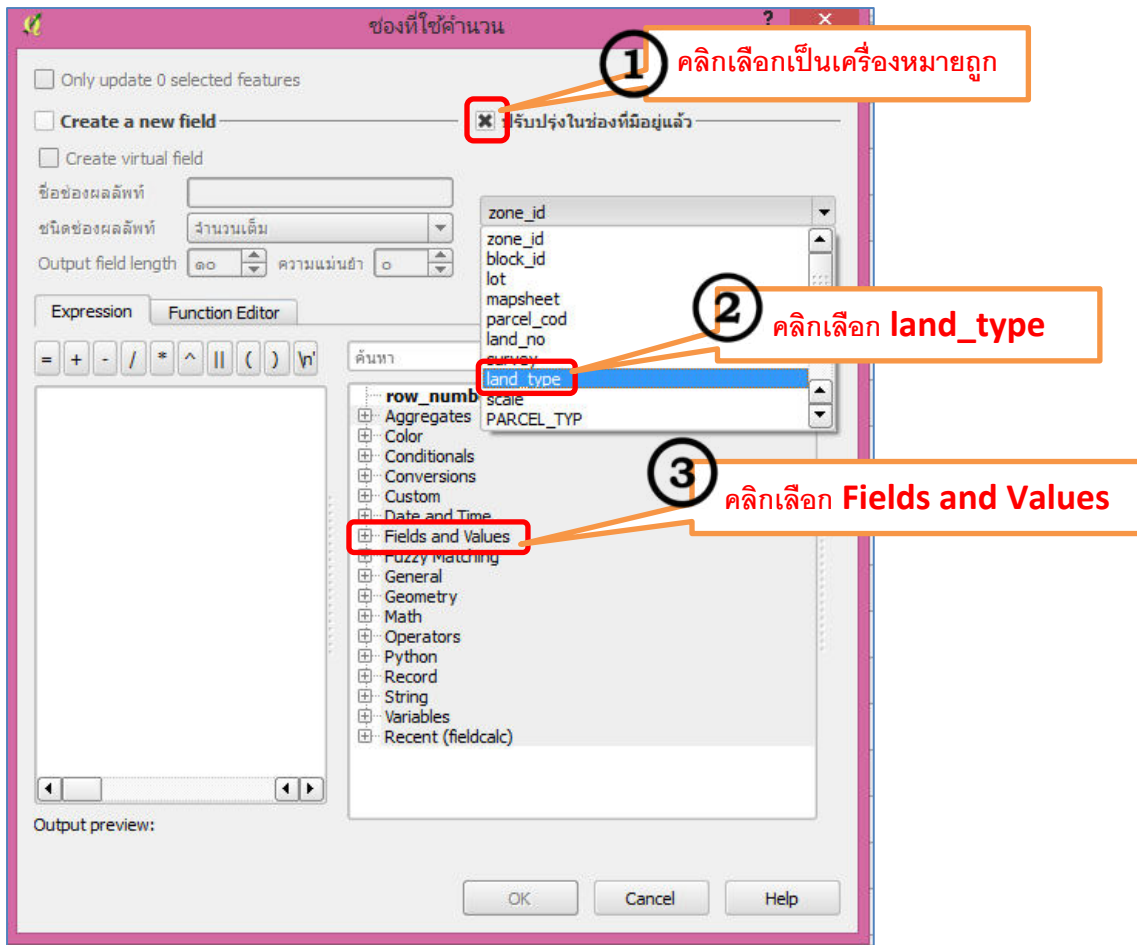 ช่องที่ใช้คำนวน
? ×
1 คลิกเลือกเป็นเครื่องหมายถูก
Only update 0 selected features
Create a new field
ปรับปรุ่งในช่องที่มีอยู่แล้ว
Create virtual field
ชื่อช่องผลลัพท์
ชนิดช่องผลลัพท์ จำนวนเต็ม
Output field length ๑๐ ความแม่นยำ ๐
zone_id
zone_id
block_id
lot
mapsheet
parcel_cod
land_no
survey
land_type
scale
PARCEL_TYP
2 คลิกเลือก land_type
Expression Function Editor
= + - / * ^ || ( ) \n'
ค้นหา
row_numb
Aggregates
Color
Conditionals
Conversions
Custom
Date and Time
Fields and Values
3 คลิกเลือก Fields and Values
Fuzzy Matching
General
Geometry
Math
Operators
Python
Record
String
Variables
Recent (fieldcalc)
Output preview:
OK Cancel Help